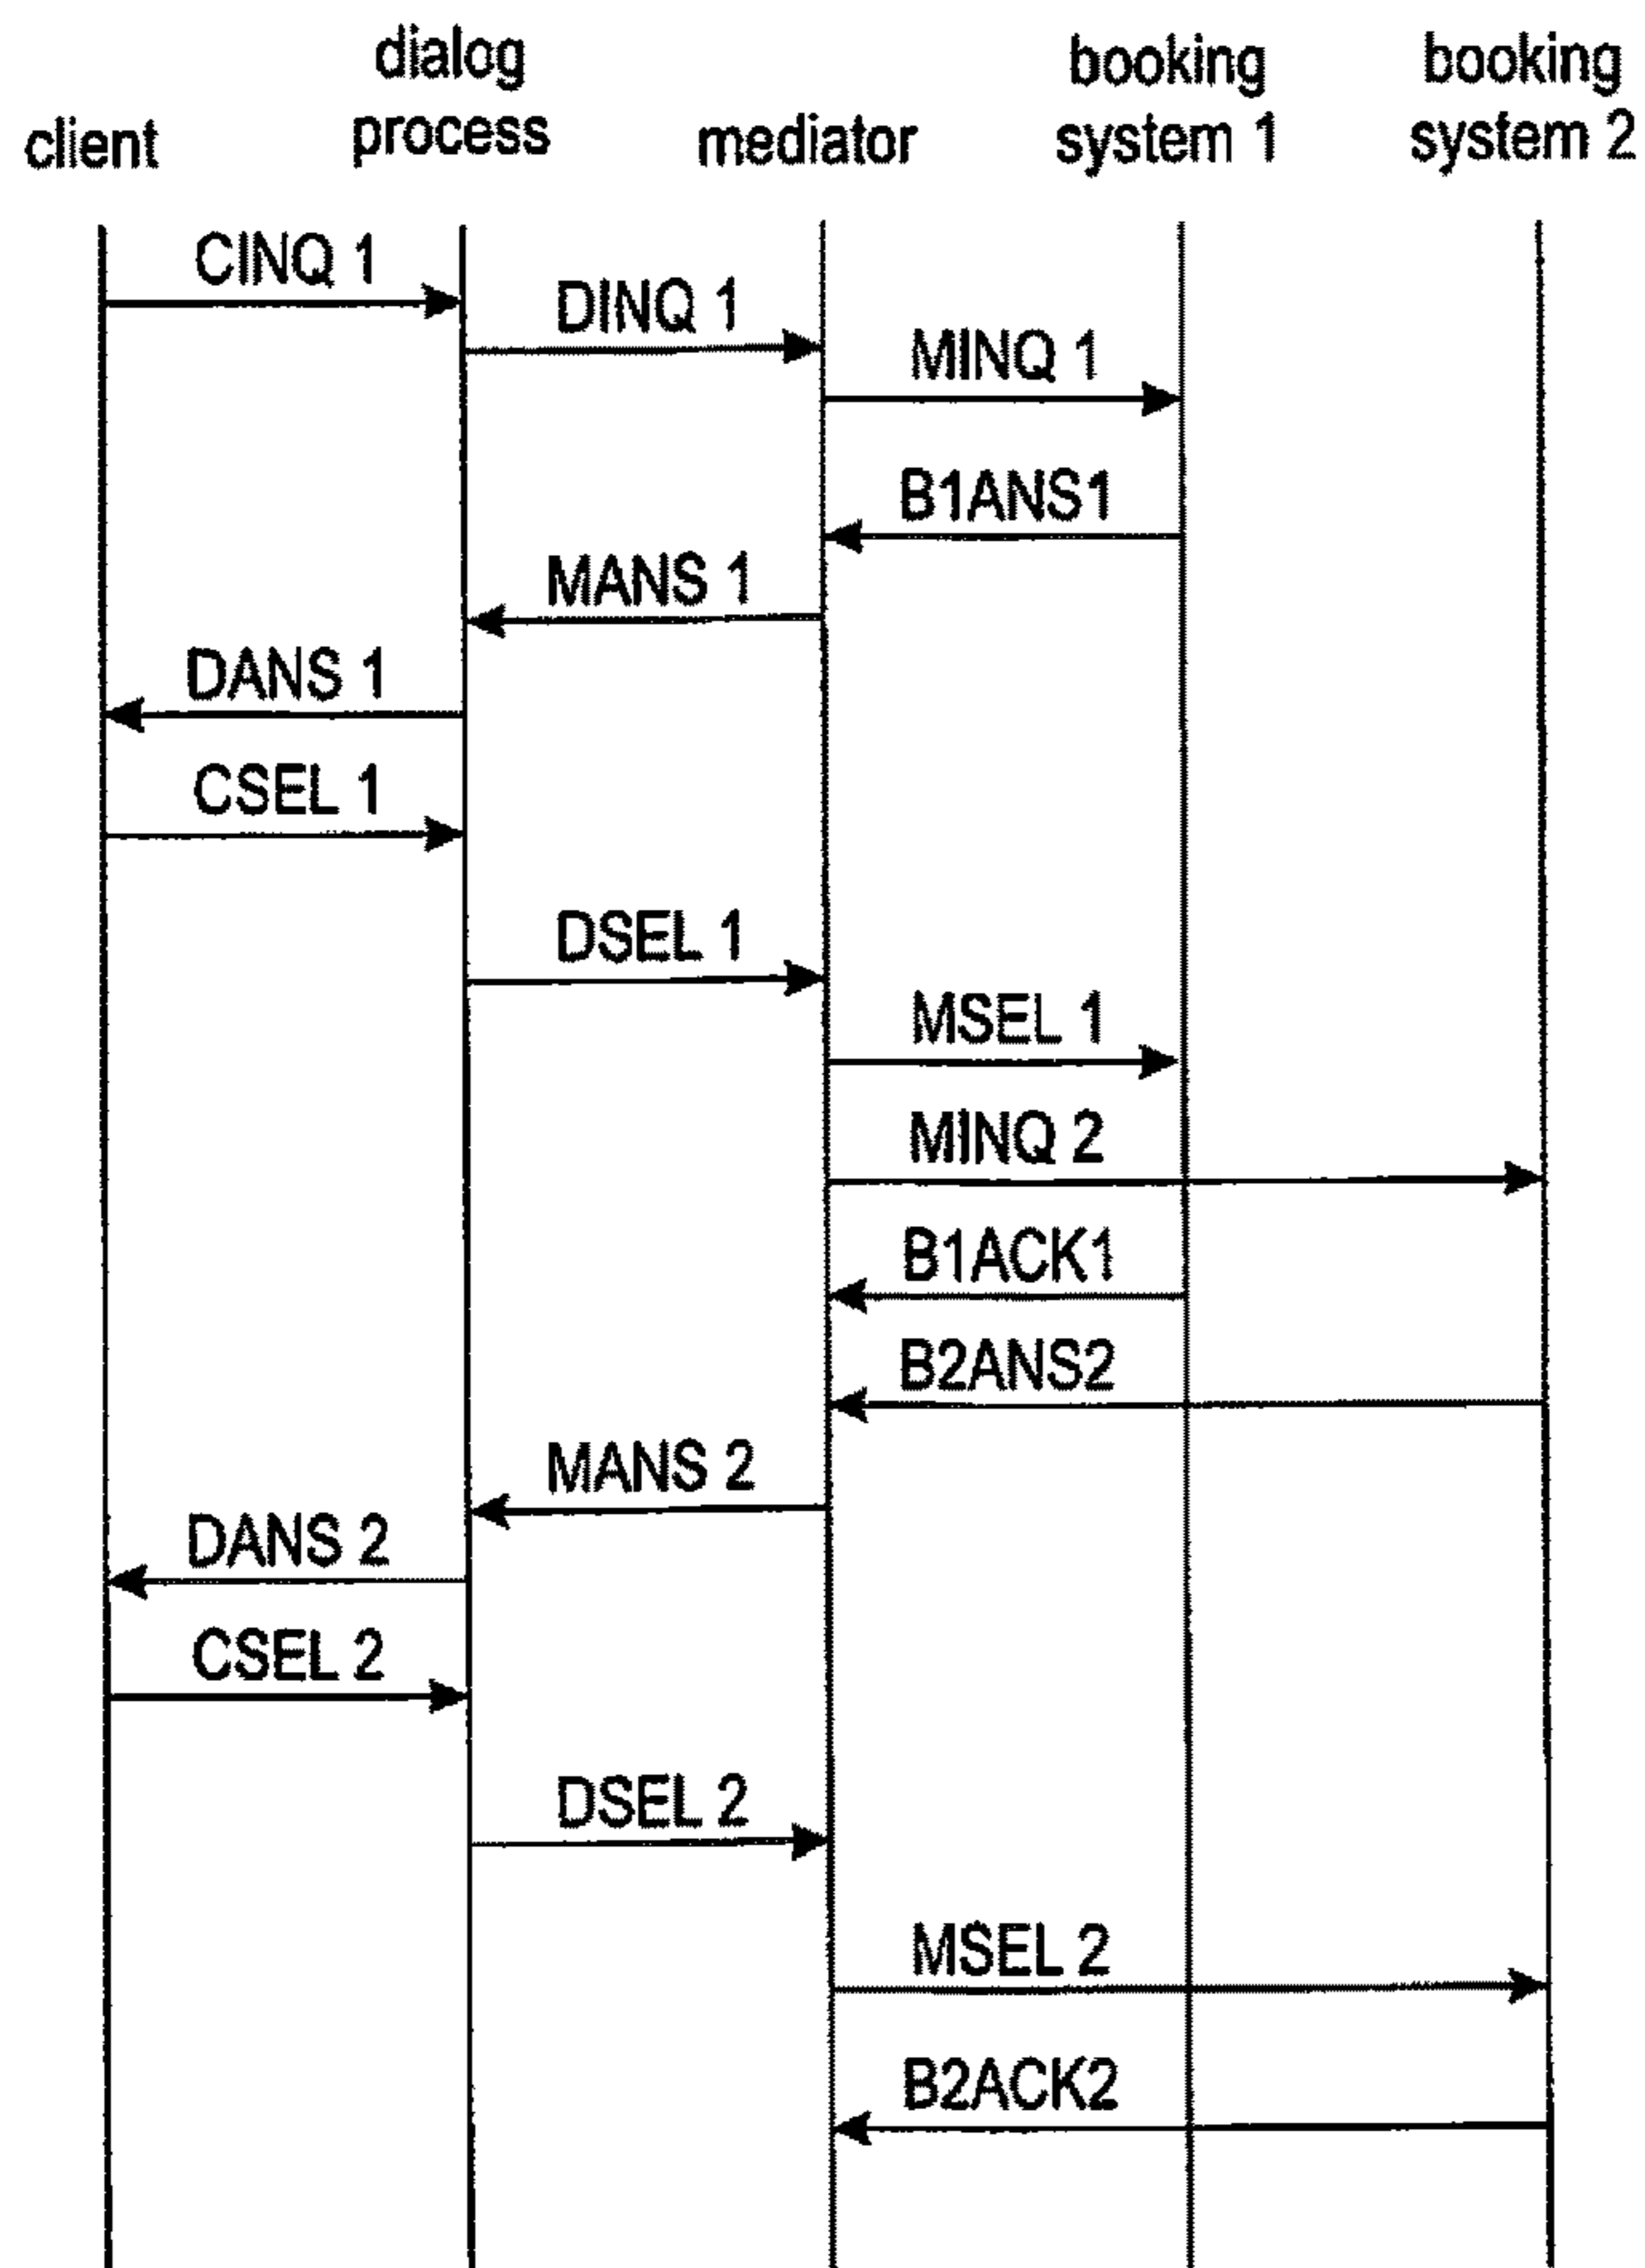 client
dialog
process
mediator
booking
system 1
booking
system 2
CINQ 1
DINQ 1
MINQ 1
B1ANS1
MANS 1
DANS 1
CSEL 1
DSEL 1
MSEL 1
MINQ 2
B1ACK1
B2ANS2
MANS 2
DANS 2
CSEL 2
DSEL 2
MSEL 2
B2ACK2